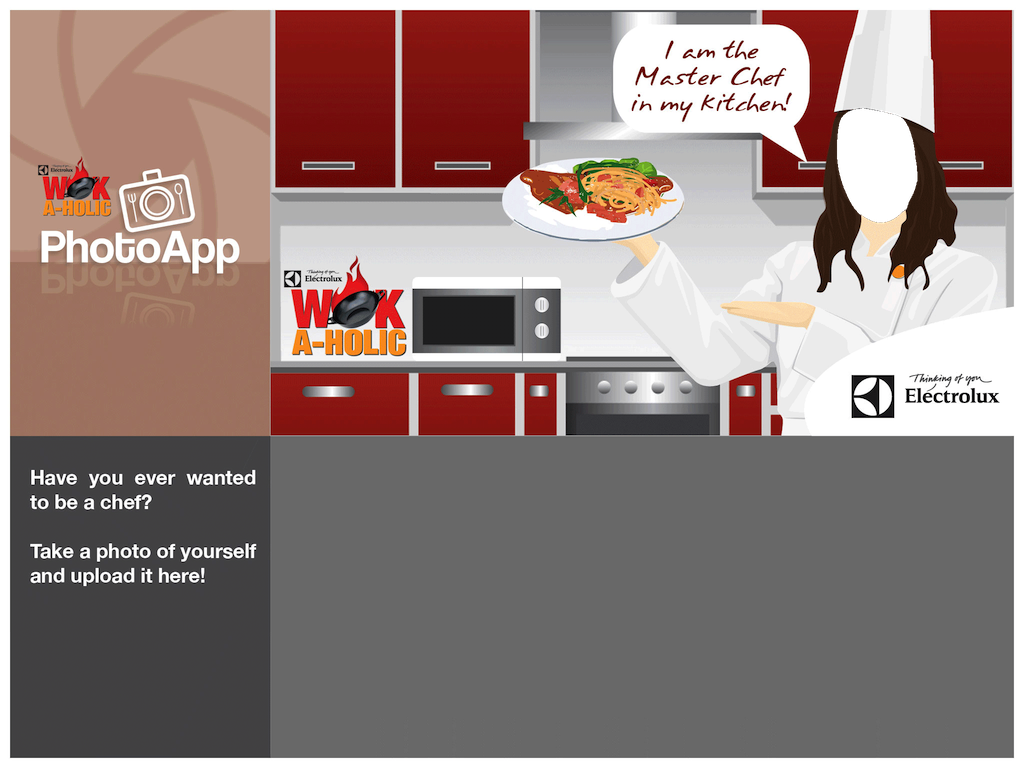 Electrolux
WOK
A-HOLIC
PhotoApp
I am the
Master Chef
in my Kitchen!
Thinking of you
Electrolux
WOK
A-HOLIC
Thinking of you
Electrolux
Have you ever wanted
to be a chef?
Take a photo of yourself
and upload it here!